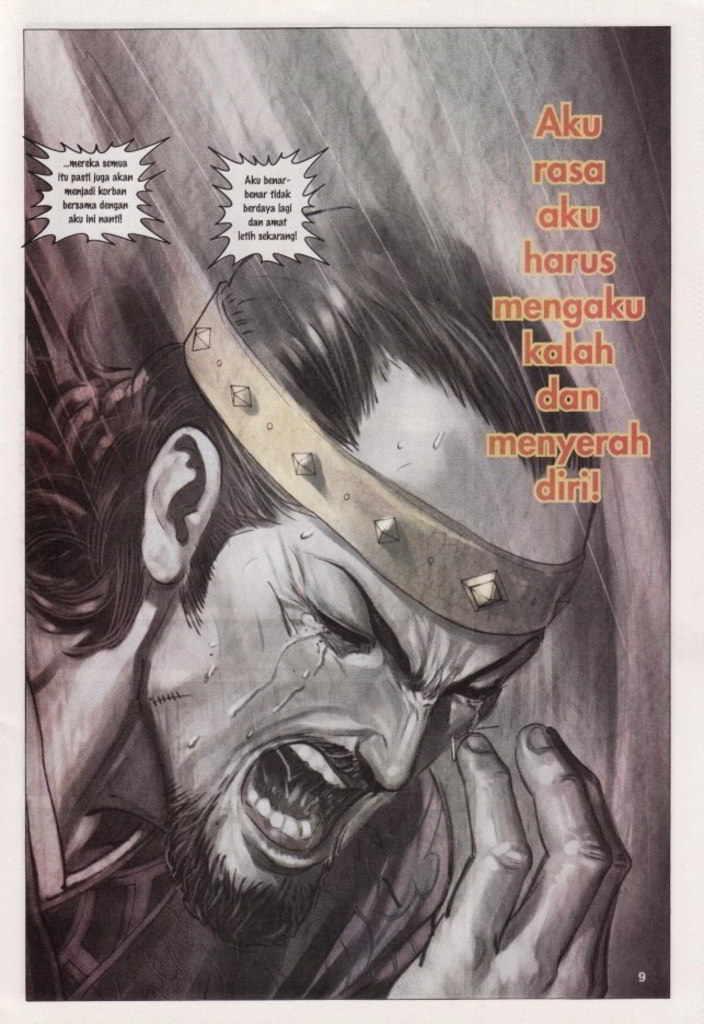 ...mereka semua
itu pasti juga akan
menjadi korban
bersama dengan
aku ini nanti!
Aku benar-
benar tidak
berdaya lagi
dan amat
letih sekarang!
Aku
rasa
aku
harus
mengaku
kalah
dan
menyerah
diri!
9